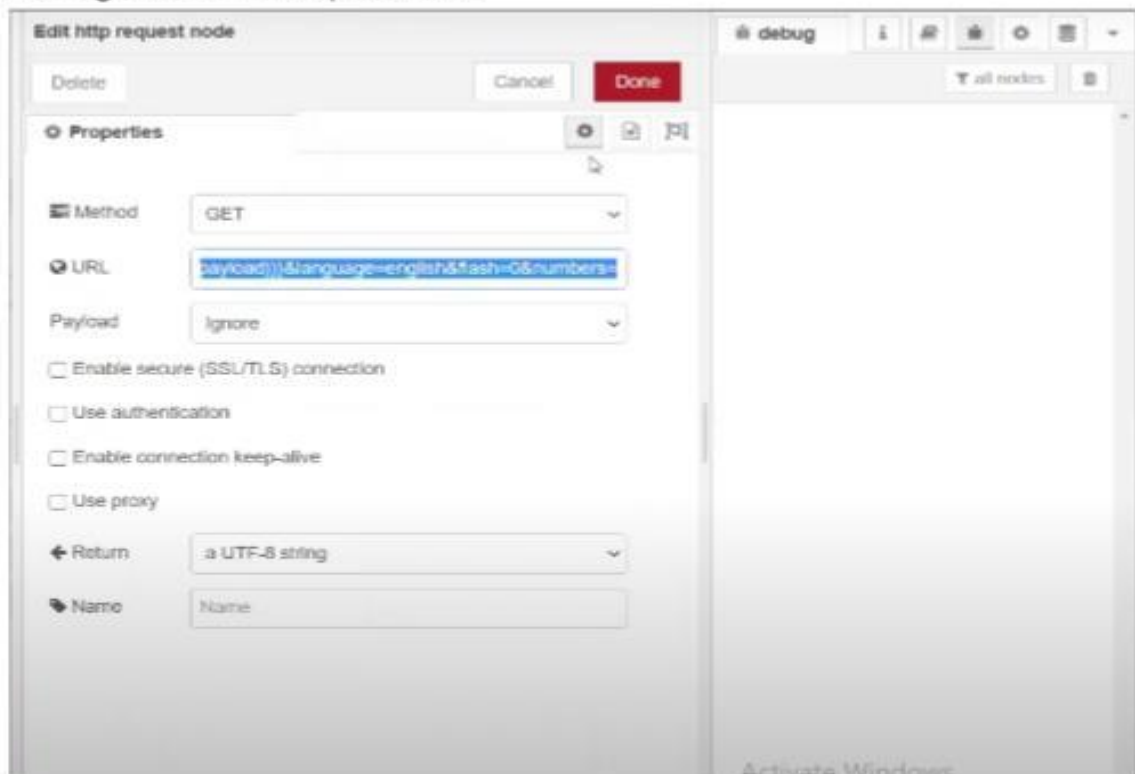 Edit http request node
debug
i
Delete
Cancel
Done
all nodes
Properties
Method
GET
URL
payload)))&language=english&flash=0&numbers=
Payload
Ignore
Enable secure (SSL/TLS) connection
Use authentication
Enable connection keep-alive
Use proxy
Return
a UTF-8 string
Name
Name
Activate Windows